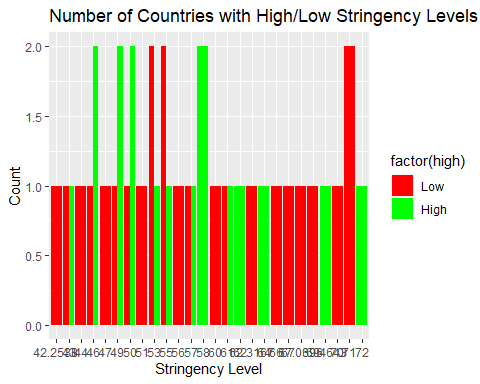 Number of Countries with High/Low Stringency Levels
2.0
1.5
1.0
0.5
0.0
Count
Stringency Level
factor(high)
Low
High